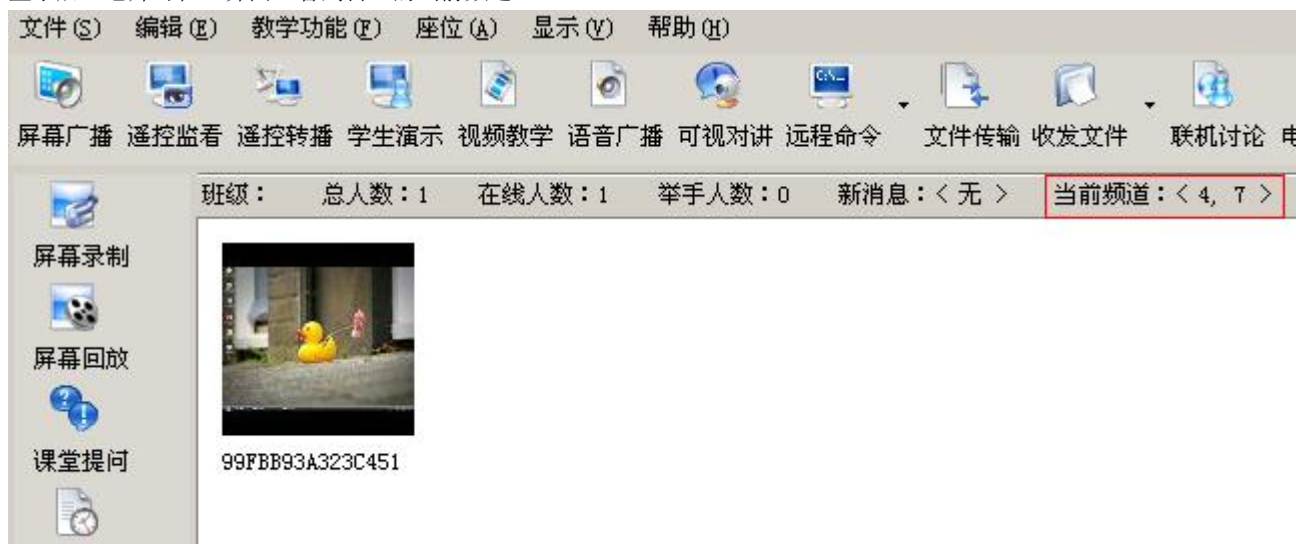 文件(S) 编辑(E) 教学功能(F) 座位(A) 显示(V) 帮助(H)
屏幕广播 遥控监看 遥控转播 学生演示 视频教学 语音广播 可视对讲 远程命令 文件传输 收发文件 联机讨论
班级： 总人数：1 在线人数：1 举手人数：0 新消息：< 无 > 当前频道：< 4, 7 >
屏幕录制
屏幕回放
课堂提问
99FBB93A323C451